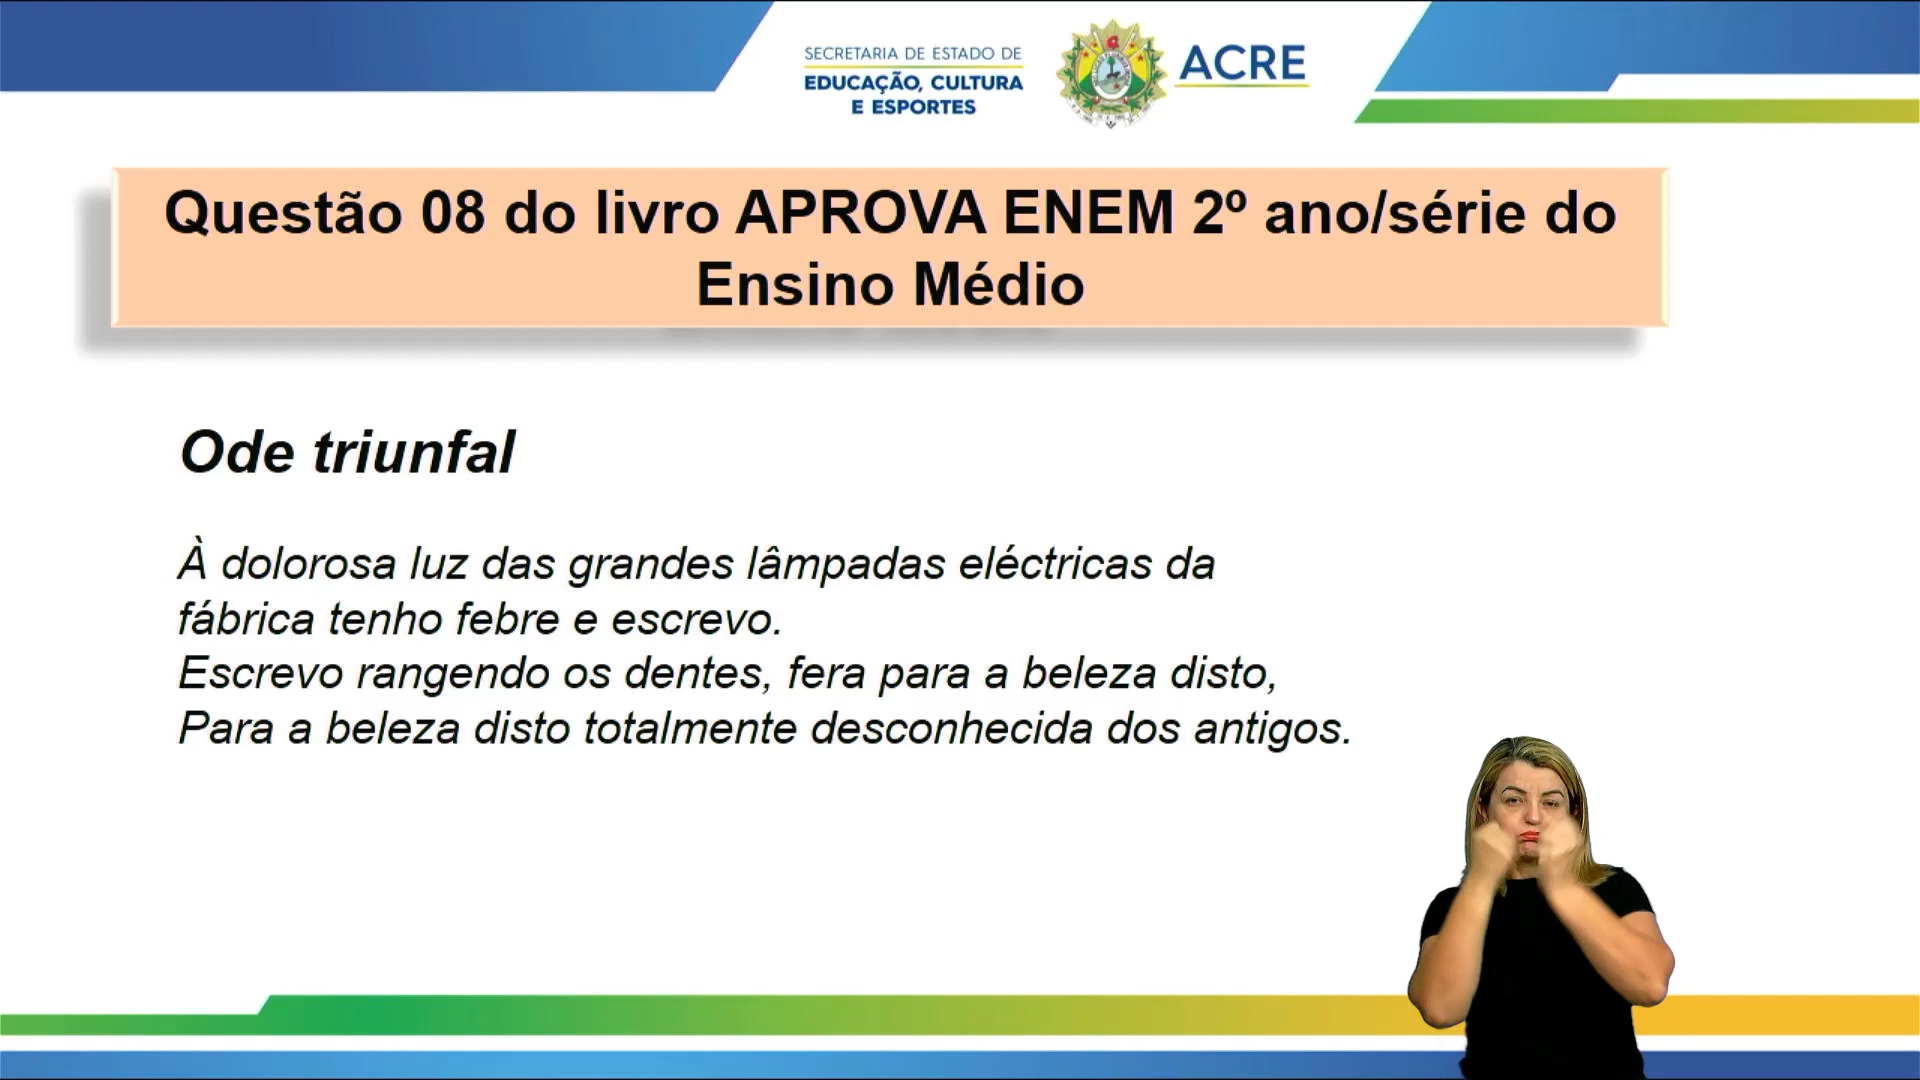 SECRETARIA DE ESTADO DE
EDUCAÇÃO, CULTURA
E ESPORTES
ACRE
Questão 08 do livro APROVA ENEM 2º ano/série do
Ensino Médio
Ode triunfal
À dolorosa luz das grandes lâmpadas eléctricas da
fábrica tenho febre e escrevo.
Escrevo rangendo os dentes, fera para a beleza disto,
Para a beleza disto totalmente desconhecida dos antigos.